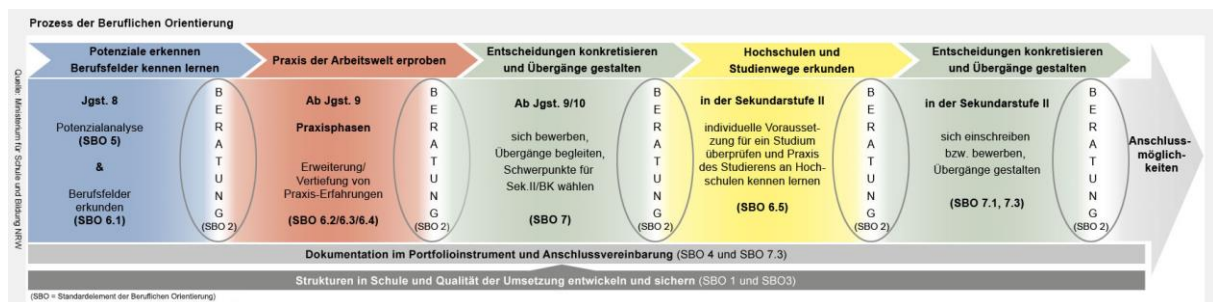 Prozess der Beruflichen Orientierung
Potenziale erkennen
Berufsfelder kennen lernen
Praxis der Arbeitswelt erproben
Entscheidungen konkretisieren
und Übergänge gestalten
Hochschulen und
Studienwege erkunden
Entscheidungen konkretisieren
und Übergänge gestalten
Quelle: Ministerium für Schule und Bildung NRW
Jgst. 8
Potenzialanalyse
(SBO 5)
&
Berufsfelder
erkunden
(SBO 6.1)
BERATUNG
(SBO 2)
Ab Jgst. 9
Praxisphasen
Erweiterung/
Vertiefung von
Praxis-Erfahrungen
(SBO 6.2/6.3/6.4)
BERATUNG
(SBO 2)
Ab Jgst. 9/10
sich bewerben,
Übergänge begleiten,
Schwerpunkte für
Sek.II/BK wählen
(SBO 7)
BERATUNG
(SBO 2)
in der Sekundarstufe II
individuelle Vorausset-
zung für ein Studium
überprüfen und Praxis
des Studierens an Hoch-
schulen kennen lernen
(SBO 6.5)
BERATUNG
(SBO 2)
in der Sekundarstufe II
sich einschreiben
bzw. bewerben,
Übergänge gestalten
(SBO 7.1, 7.3)
BERATUNG
(SBO 2)
Anschluss-
möglich-
keiten
Dokumentation im Portfolioinstrument und Anschlussvereinbarung (SBO 4 und SBO 7.3)
Strukturen in Schule und Qualität der Umsetzung entwickeln und sichern (SBO 1 und SBO3)
(SBO = Standardelement der Beruflichen Orientierung)